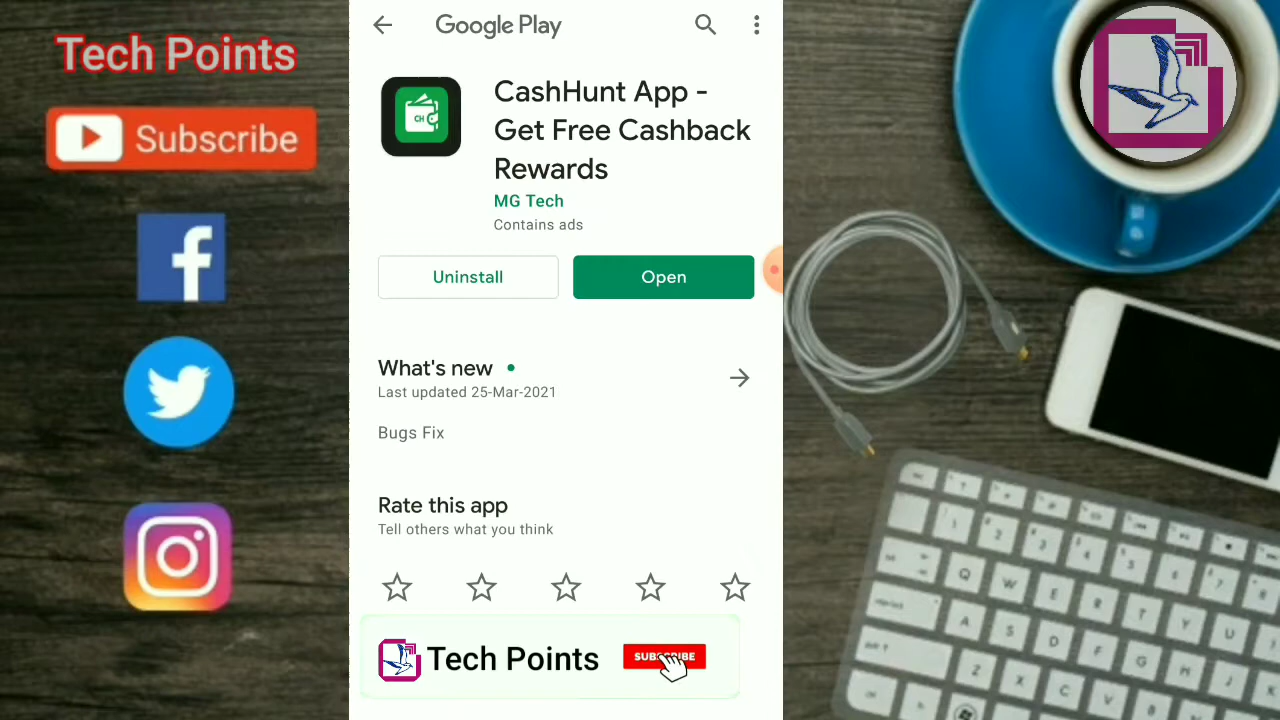 Tech Points
Subscribe
Google Play
CashHunt App -
Get Free Cashback
Rewards
MG Tech
Contains ads
CH
Uninstall
Open
What's new
Last updated 25-Mar-2021
Bugs Fix
Rate this app
Tell others what you think
Tech Points
SUBSCRIBE
Q W E R T Y U
A S D F G H J
Z X C V B